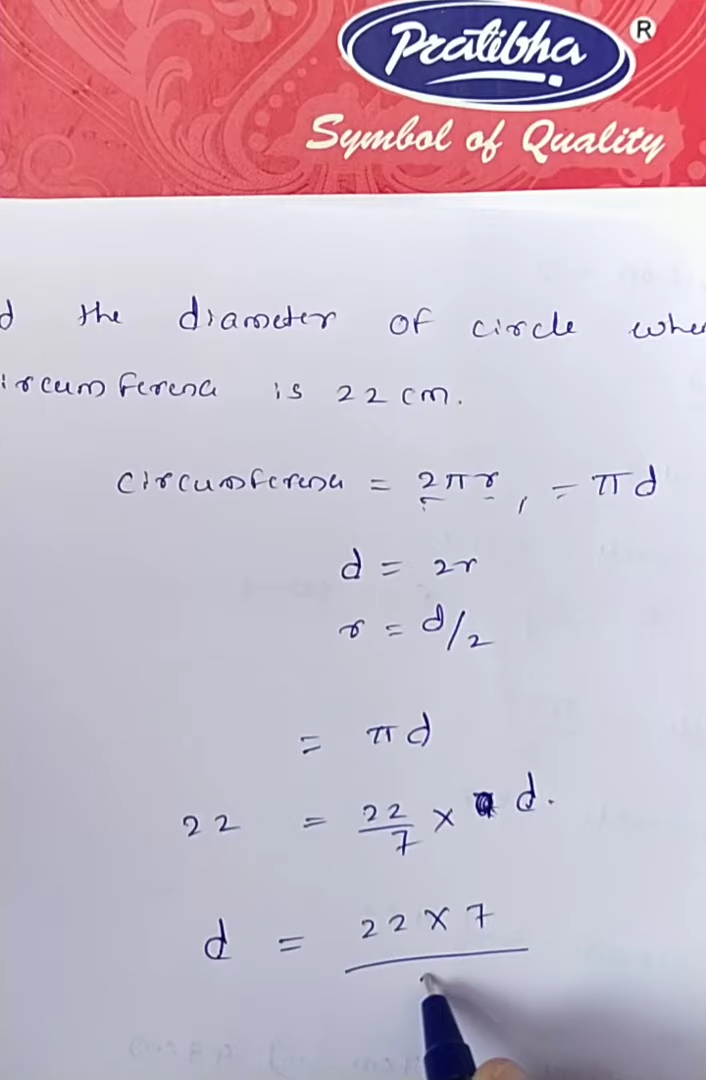 Pratibha ®
Symbol of Quality
d the diameter of circle whe
ircumference is 22 cm.
Circumference = 2πr, = πd
d = 2r
r = d/2
= πd
22 = 22/7 × d.
d = 22 × 7